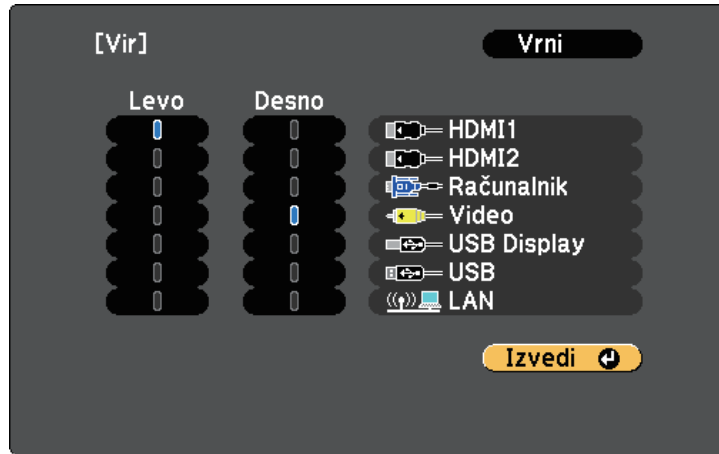 [Vir] Vrni
Levo Desno
HDMI1
HDMI2
Računalnik
Video
USB Display
USB
LAN
Izvedi